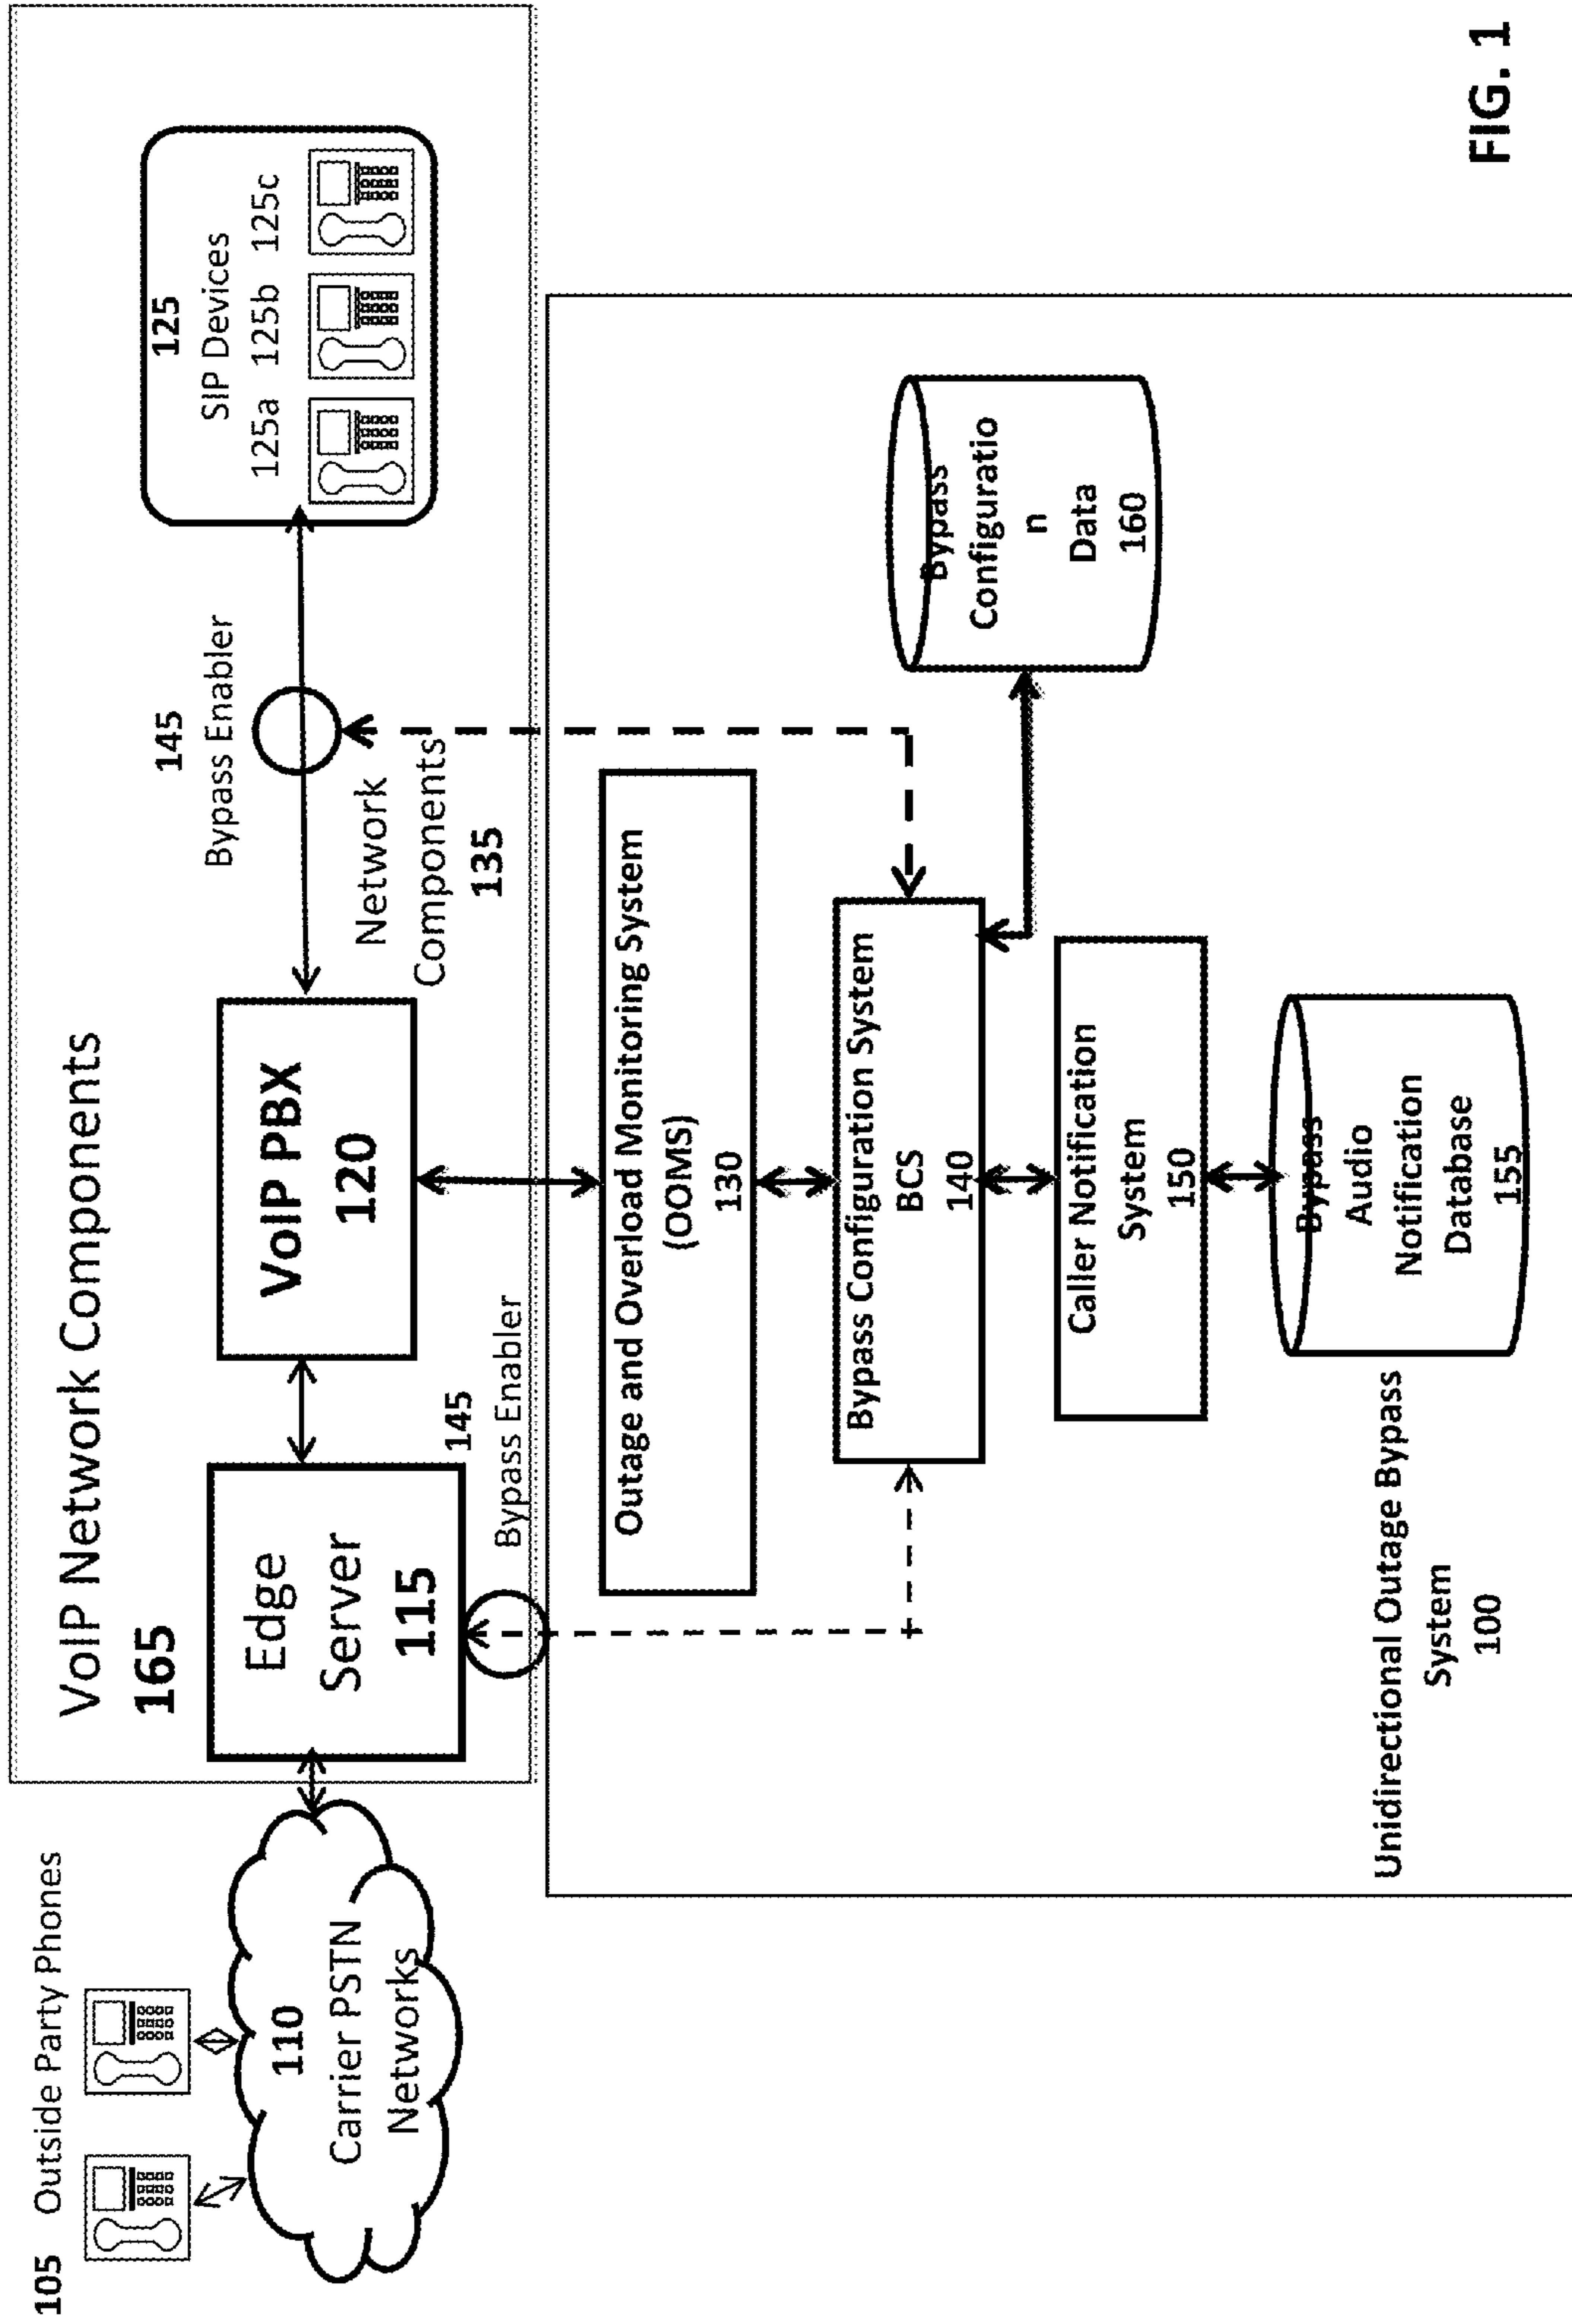 105 Outside Party Phones
110
Carrier PSTN
Networks
VoIP Network Components
165
Edge
Server
115
145
Bypass Enabler
VoIP PBX
120
145
Bypass Enabler
Network
Components
135
125
SIP Devices
125a 125b 125c
Outage and Overload Monitoring System
(OOMS)
130
Bypass Configuration System
BCS
140
Caller Notification
System
150
Bypass
Audio
Notification
Database
155
Bypass
Configuratio
n
Data
160
Unidirectional Outage Bypass
System
100
FIG. 1